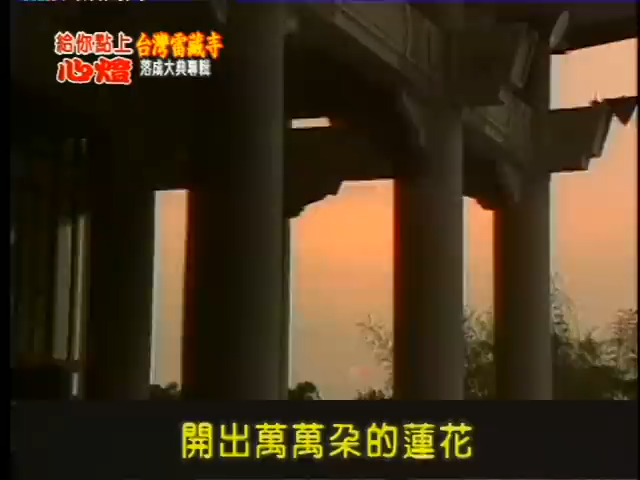 給你點上
心燈
台灣雷藏寺
落成大典專輯
開出萬萬朵的蓮花